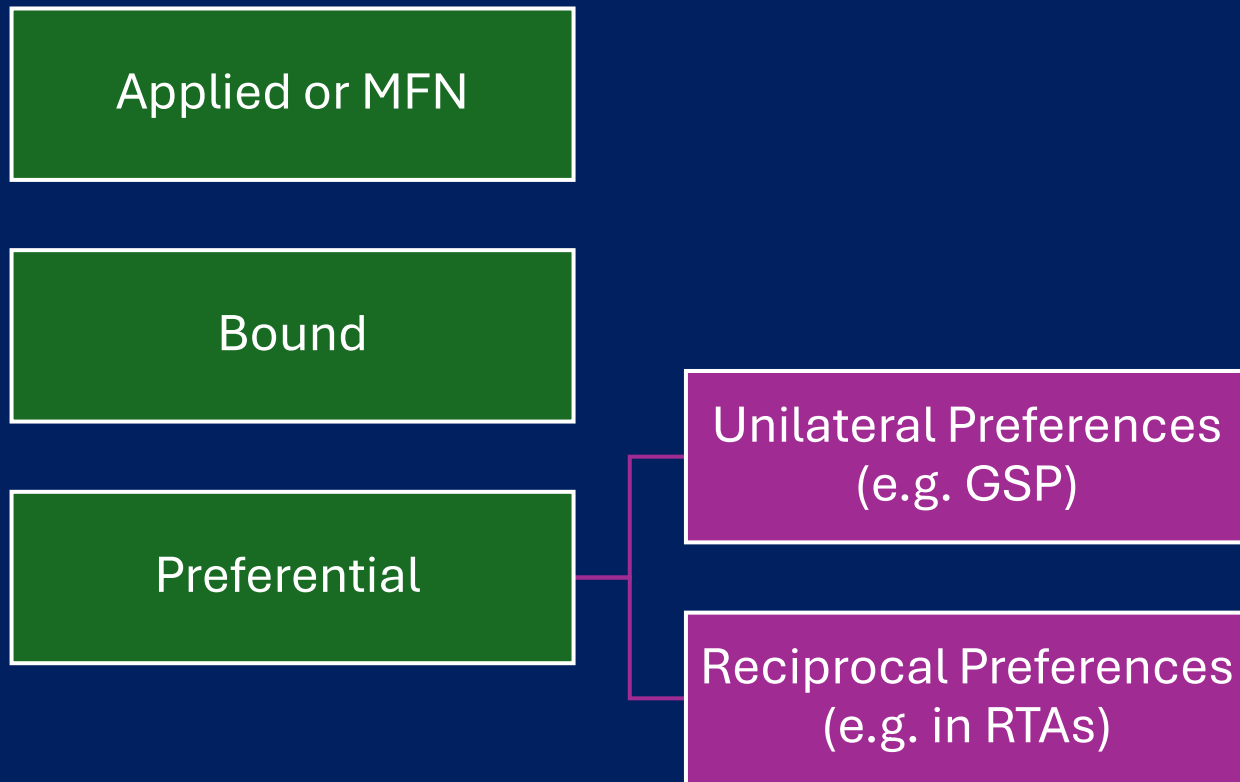 Applied or MFN
Bound
Preferential
Unilateral Preferences
(e.g. GSP)
Reciprocal Preferences
(e.g. in RTAs)